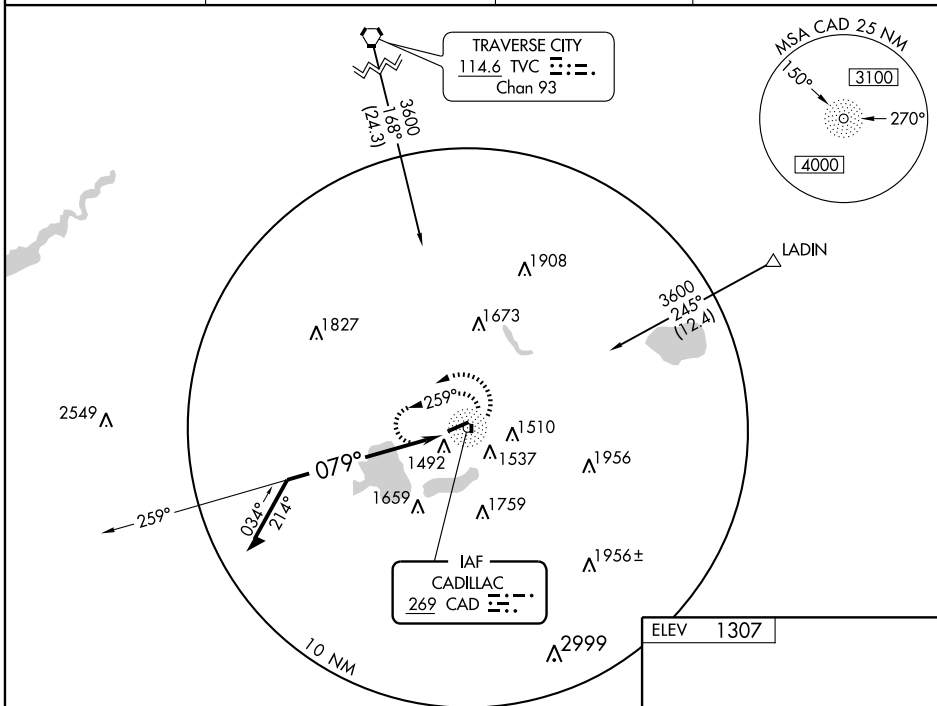 TRAVERSE CITY
114.6 TVC
Chan 93
MSA CAD 25 NM
150°
3100
270°
4000
3600
168°
(24.3)
LADIN
3600
245°
(12.4)
1908
1827
1673
2549
259°
1510
079°
1492
1537
1956
1659
1759
259°
034°
214°
1956±
IAF
CADILLAC
269 CAD
2999
10 NM
ELEV 1307